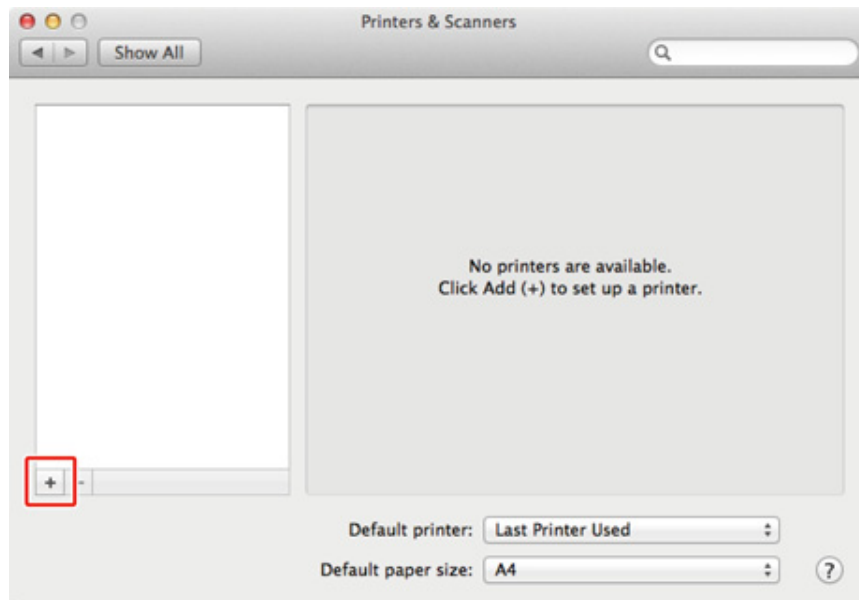 Printers & Scanners
Show All
No printers are available.
Click Add (+) to set up a printer.
+ -
Default printer: Last Printer Used
Default paper size: A4 ?